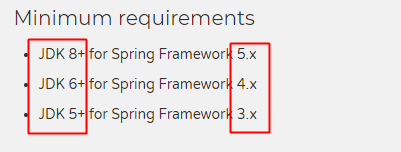 Minimum requirements
JDK 8+ for Spring Framework 5.x
JDK 6+ for Spring Framework 4.x
JDK 5+ for Spring Framework 3.x